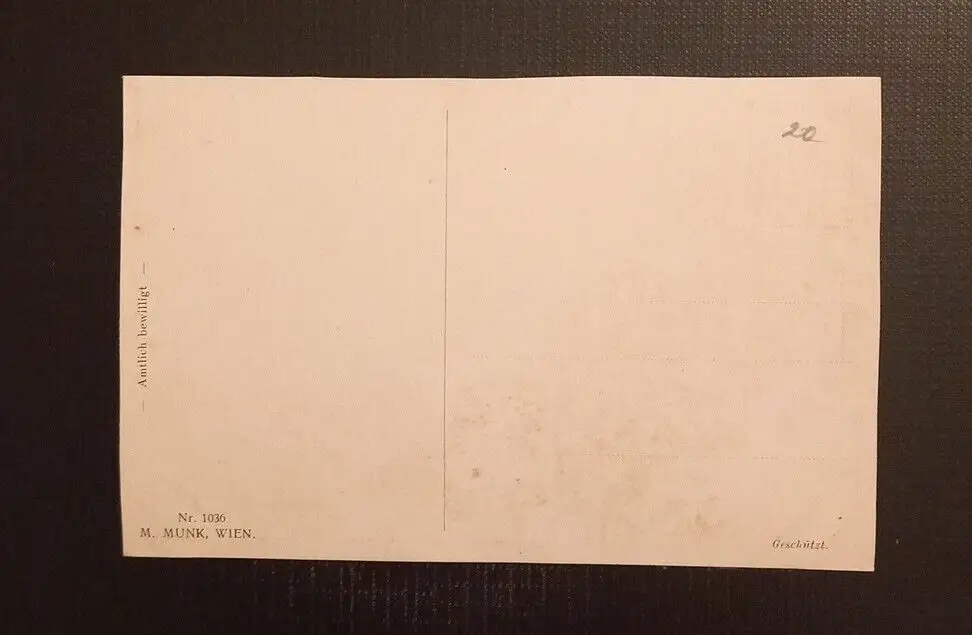 20
— Amtlich bewilligt —
Nr. 1036
M. MUNK, WIEN.
Geschützt.